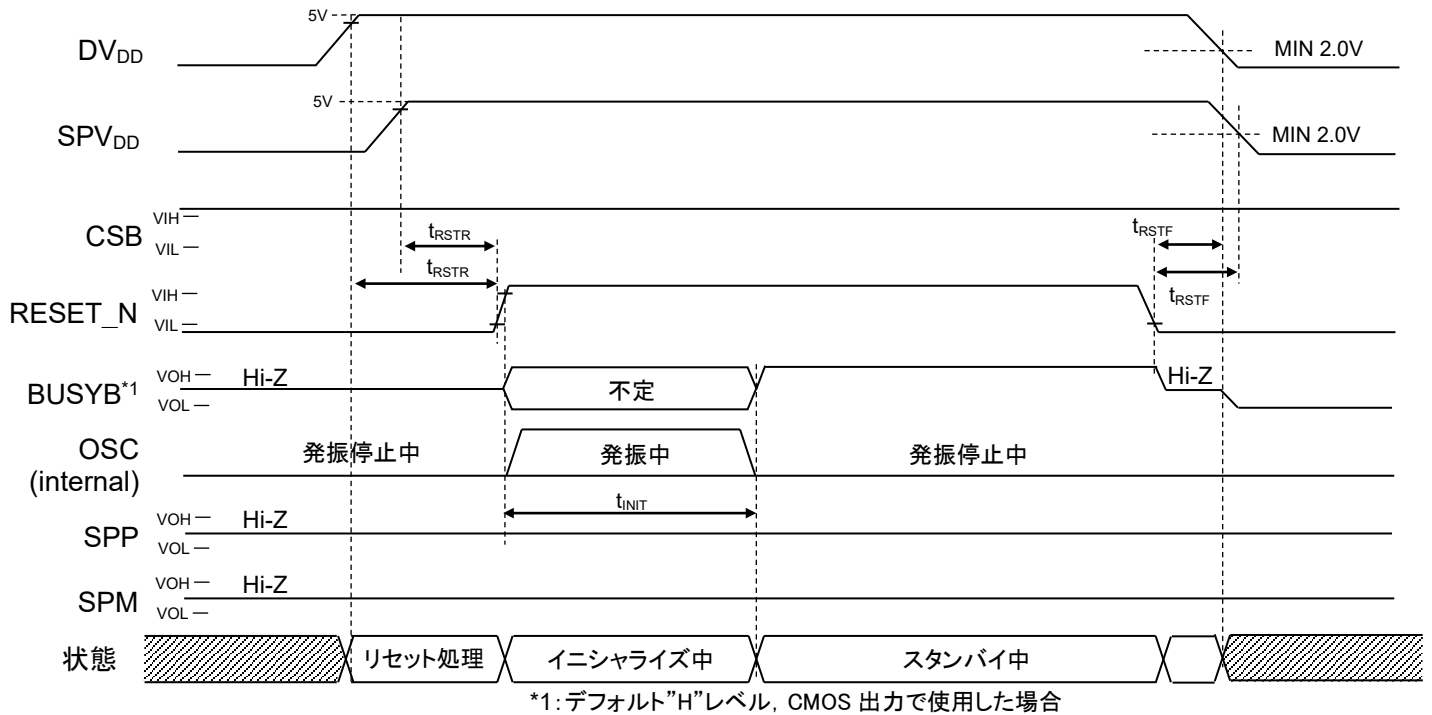 5V
DVDD
MIN 2.0V
5V
SPVDD
MIN 2.0V
VIH
CSB
VIL
tRSTR
tRSTF
tRSTR
tRSTF
VIH
RESET_N
VIL
VOH
Hi-Z
BUSYB*1
VOL
不定
Hi-Z
OSC
(internal)
発振停止中
発振中
発振停止中
tINIT
VOH
Hi-Z
SPP
VOL
VOH
Hi-Z
SPM
VOL
状態
リセット処理
イニシャライズ中
スタンバイ中
*1:デフォルト”H”レベル, CMOS 出力で使用した場合